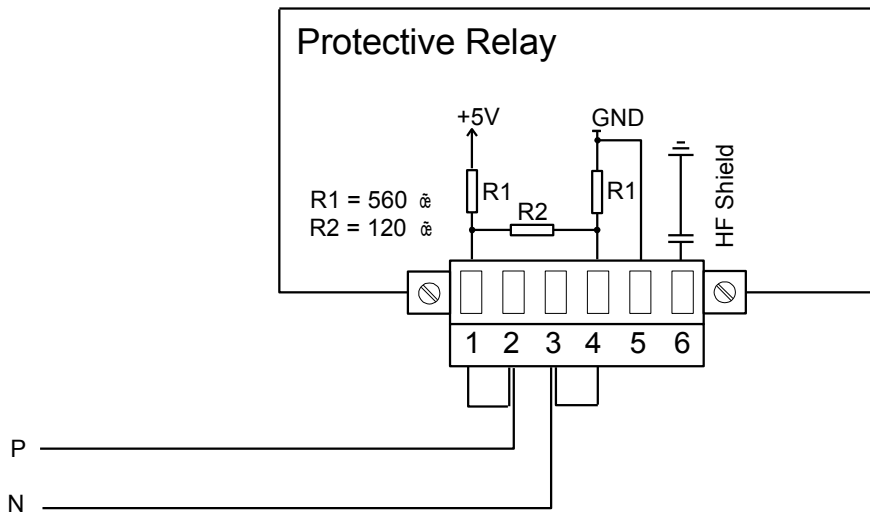 Protective Relay
+5V
GND
R1 = 560 ӕ̃
R2 = 120 ӕ̃
R1
R2
R1
HF Shield
1 2 3 4 5 6
P
N